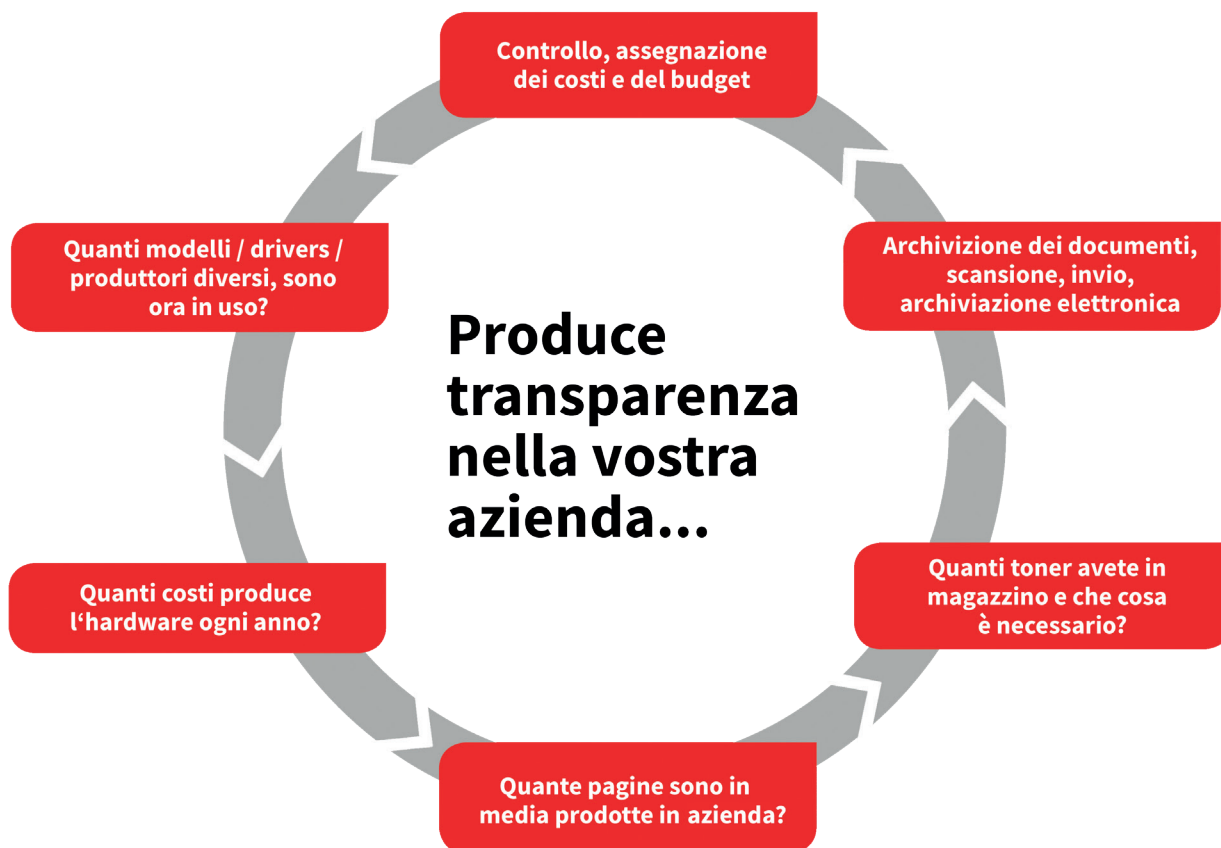 Controllo, assegnazione
dei costi e del budget
Quanti modelli / drivers /
produttori diversi, sono
ora in uso?
Archivizione dei documenti,
scansione, invio,
archiviazione elettronica
Produce
transparenza
nella vostra
azienda...
Quanti costi produce
l‘hardware ogni anno?
Quanti toner avete in
magazzino e che cosa
è necessario?
Quante pagine sono in
media prodotte in azienda?